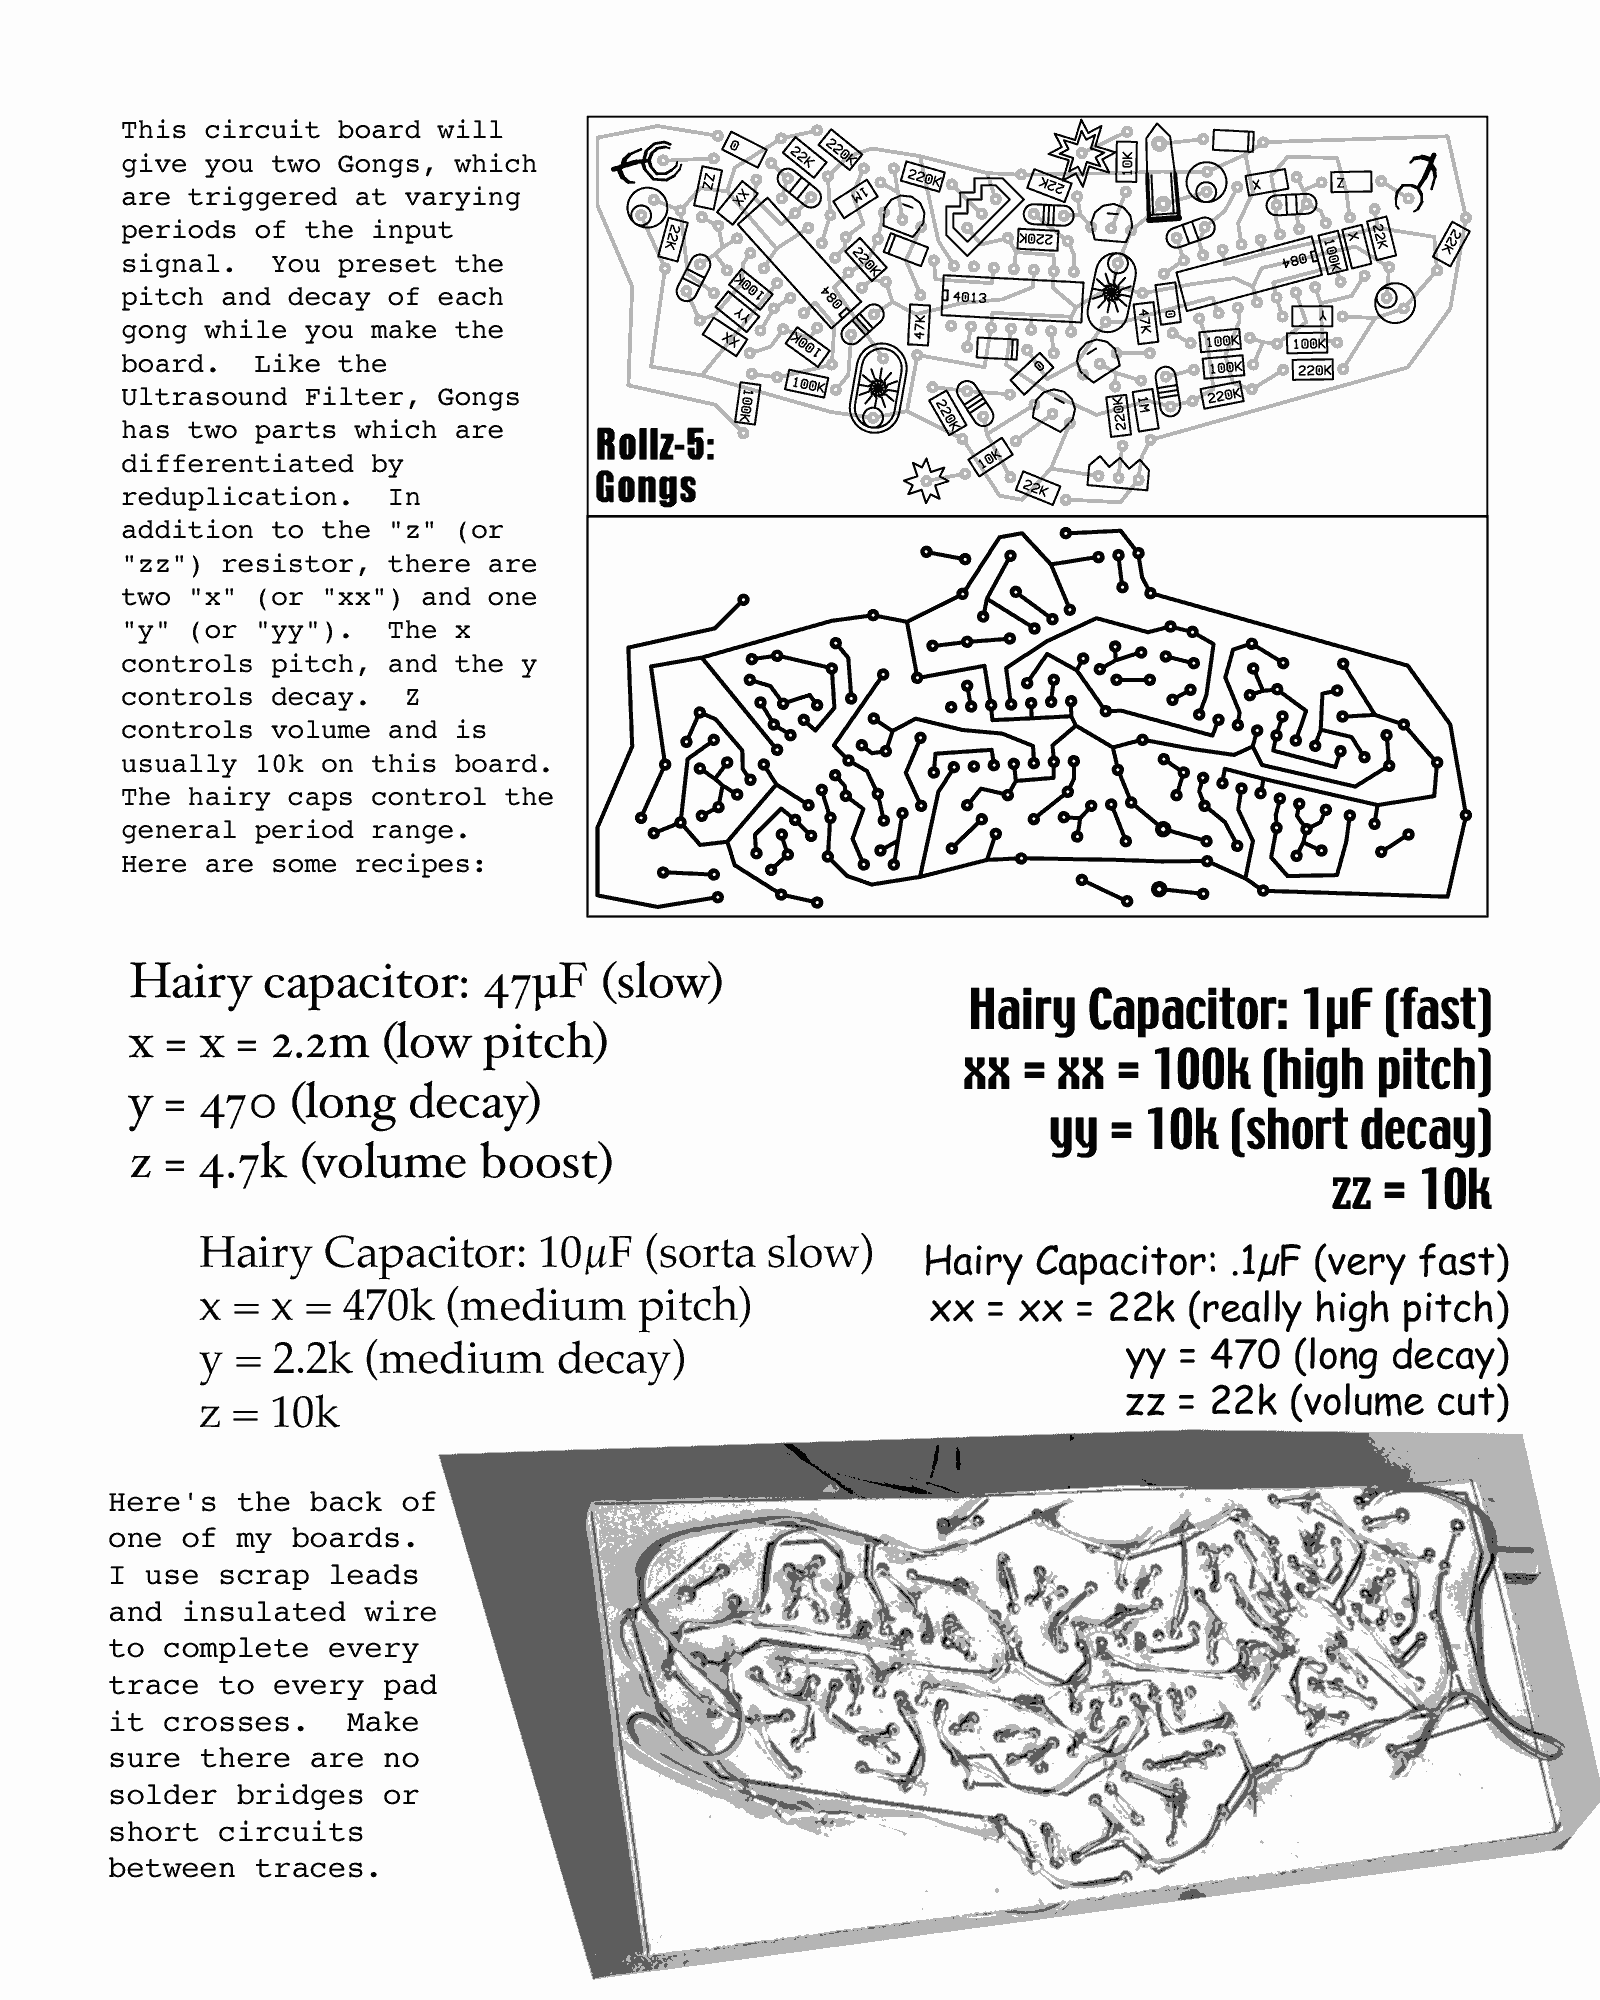 This circuit board will
give you two Gongs, which
are triggered at varying
periods of the input
signal.  You preset the
pitch and decay of each
gong while you make the
board.  Like the
Ultrasound Filter, Gongs
has two parts which are
differentiated by
reduplication.  In
addition to the "z" (or
"zz") resistor, there are
two "x" (or "xx") and one
"y" (or "yy").  The x
controls pitch, and the y
controls decay.  Z
controls volume and is
usually 10k on this board.
The hairy caps control the
general period range.
Here are some recipes:
0
22K
220K
ZZ
XX
1M
220K
22K
10K
X
Z
22K
220K
220K
100K
YY
XX
084
100K
100K
100K
47K
4013
47K
0
084
100K
X
22K
22K
Y
100K
100K
100K
220K
220K
0
220K
10K
22K
220K
1M
Rollz-5:
Gongs
Hairy capacitor: 47µF (slow)
x = x = 2.2m (low pitch)
y = 470 (long decay)
z = 4.7k (volume boost)
Hairy Capacitor: 1µF (fast)
xx = xx = 100k (high pitch)
yy = 10k (short decay)
zz = 10k
Hairy Capacitor: 10µF (sorta slow)
x = x = 470k (medium pitch)
y = 2.2k (medium decay)
z = 10k
Hairy Capacitor: .1µF (very fast)
xx = xx = 22k (really high pitch)
yy = 470 (long decay)
zz = 22k (volume cut)
Here's the back of
one of my boards.
I use scrap leads
and insulated wire
to complete every
trace to every pad
it crosses.  Make
sure there are no
solder bridges or
short circuits
between traces.